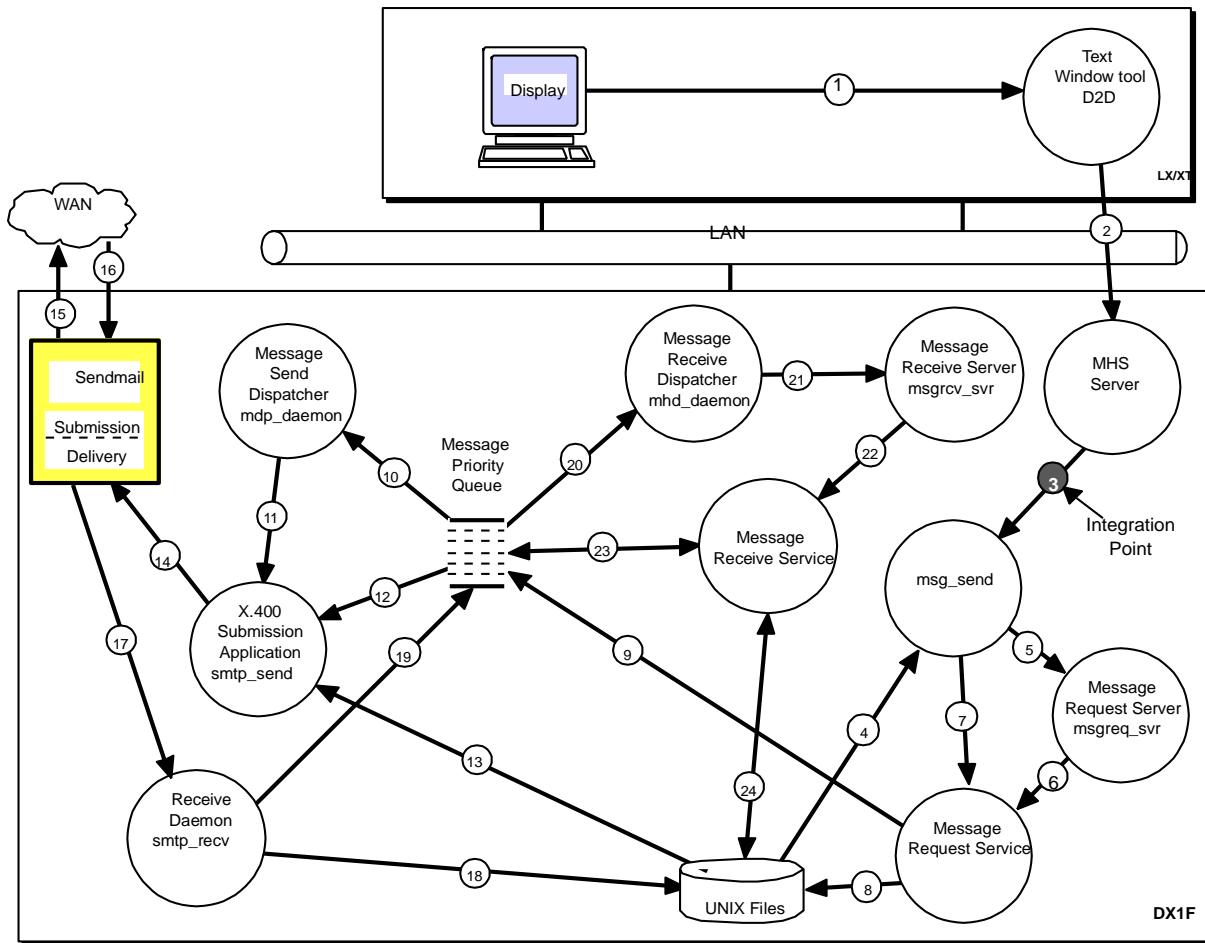 Display
1
Text
Window tool
D2D
LX/XT
WAN
LAN
2
16
15
Sendmail
Submission
Delivery
Message
Send
Dispatcher
mdp_daemon
Message
Receive
Dispatcher
mhd_daemon
21
Message
Receive Server
msgrcv_svr
MHS
Server
Message
Priority
Queue
10
20
22
3
Integration
Point
11
14
12
23
Message
Receive Service
msg_send
X.400
Submission
Application
smtp_send
17
19
9
5
4
7
Message
Request Server
msgreq_svr
13
24
6
Receive
Daemon
smtp_recv
Message
Request Service
18
8
UNIX Files
DX1F